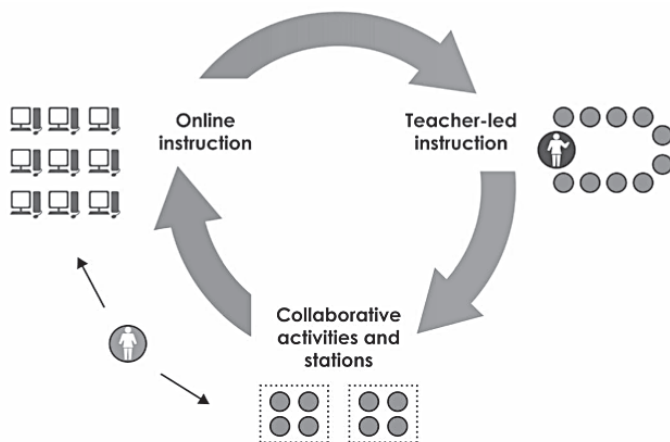 Online
instruction
Teacher-led
instruction
Collaborative
activities and
stations